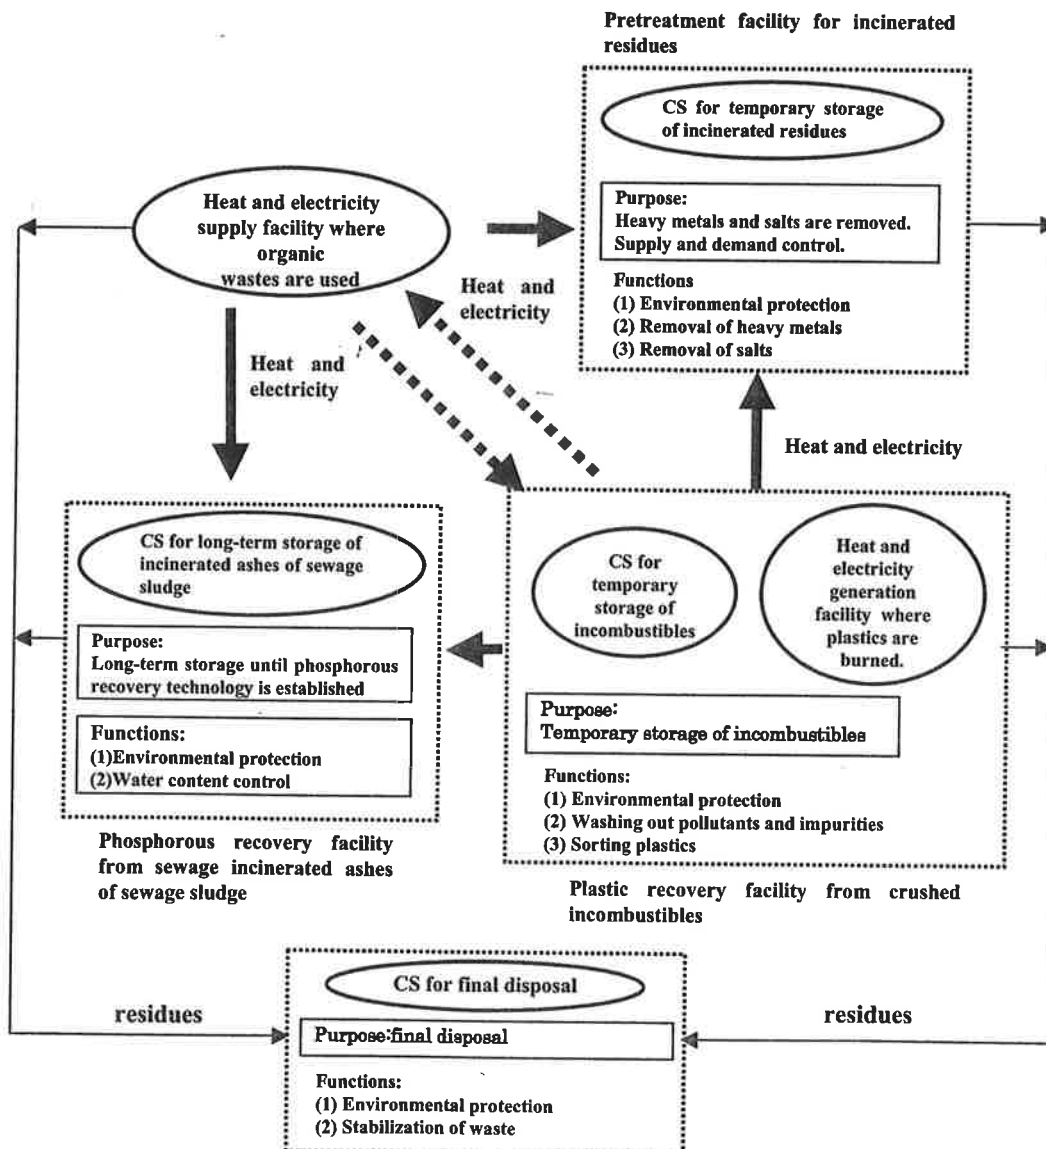 Pretreatment facility for incinerated
residues
CS for temporary storage
of incinerated residues
Purpose:
Heavy metals and salts are removed.
Supply and demand control.
Functions
(1) Environmental protection
(2) Removal of heavy metals
(3) Removal of salts
Heat and electricity
supply facility where
organic
wastes are used
Heat and
electricity
Heat and
electricity
Heat and electricity
CS for long-term storage of
incinerated ashes of sewage
sludge
Purpose:
Long-term storage until phosphorous
recovery technology is established
Functions:
(1)Environmental protection
(2)Water content control
Phosphorous recovery facility
from sewage incinerated ashes
of sewage sludge
CS for
temporary
storage of
incombustibles
Heat and
electricity
generation
facility where
plastics are
burned.
Purpose:
Temporary storage of incombustibles
Functions:
(1) Environmental protection
(2) Washing out pollutants and impurities
(3) Sorting plastics
Plastic recovery facility from crushed
incombustibles
residues
CS for final disposal
Purpose:final disposal
Functions:
(1) Environmental protection
(2) Stabilization of waste
residues